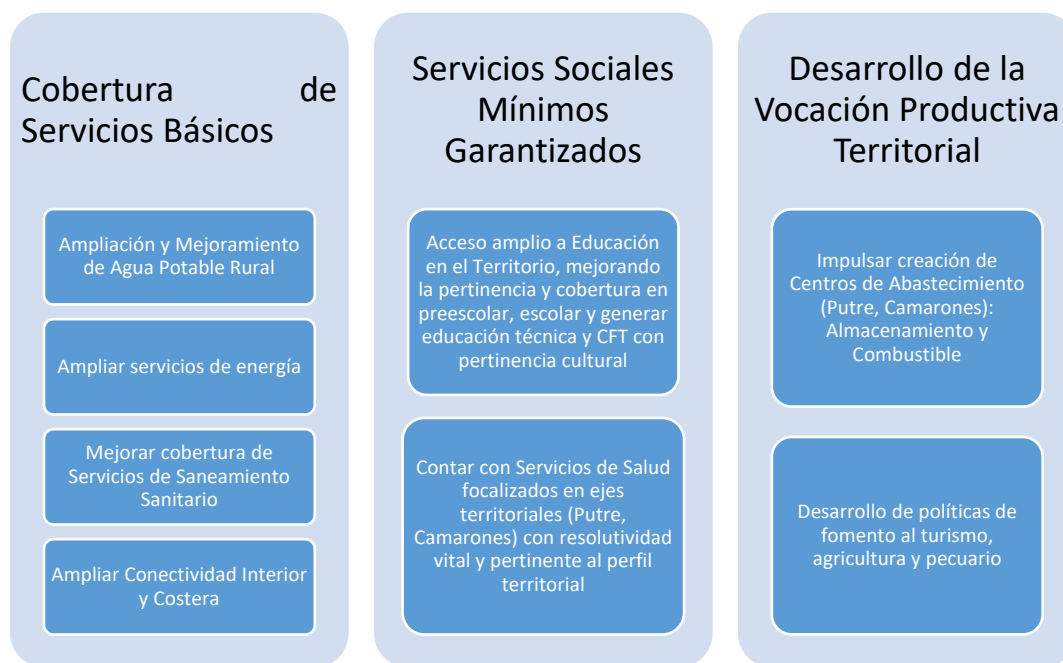 Cobertura de
Servicios Básicos
Ampliación y Mejoramiento
de Agua Potable Rural
Ampliar servicios de energía
Mejorar cobertura de
Servicios de Saneamiento
Sanitario
Ampliar Conectividad Interior
y Costera
Servicios Sociales
Mínimos
Garantizados
Acceso amplio a Educación
en el Territorio, mejorando
la pertinencia y cobertura en
preescolar, escolar y generar
educación técnica y CFT con
pertinencia cultural
Contar con Servicios de Salud
focalizados en ejes
territoriales (Putre,
Camarones) con resolutividad
vital y pertinente al perfil
territorial
Desarrollo de la
Vocación Productiva
Territorial
Impulsar creación de
Centros de Abastecimiento
(Putre, Camarones):
Almacenamiento y
Combustible
Desarrollo de políticas de
fomento al turismo,
agricultura y pecuario